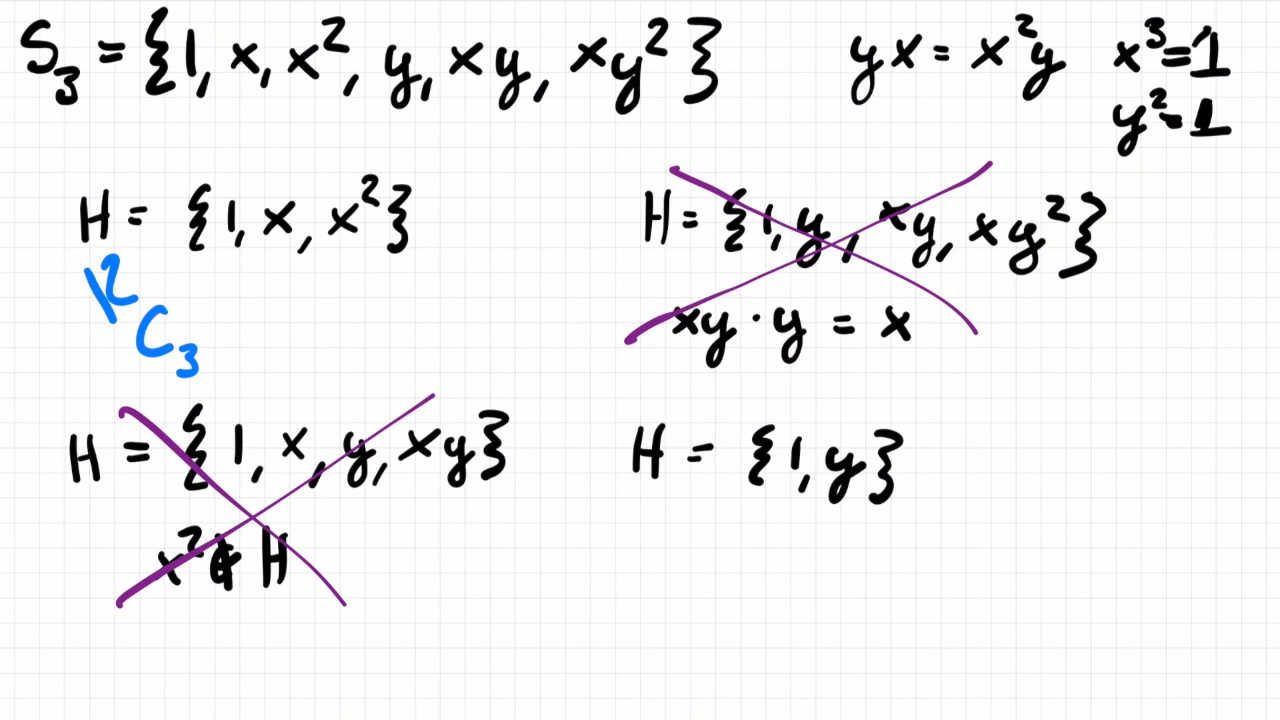 S₃ = {1, x, x², y, xy, xy²} yx = x²y x³=1
y²=1
H = {1, x, x²} H = {1, y, xy, xy²}
xy · y = x
C₃
H = {1, x, y, xy} H = {1, y}
x² ∉ H